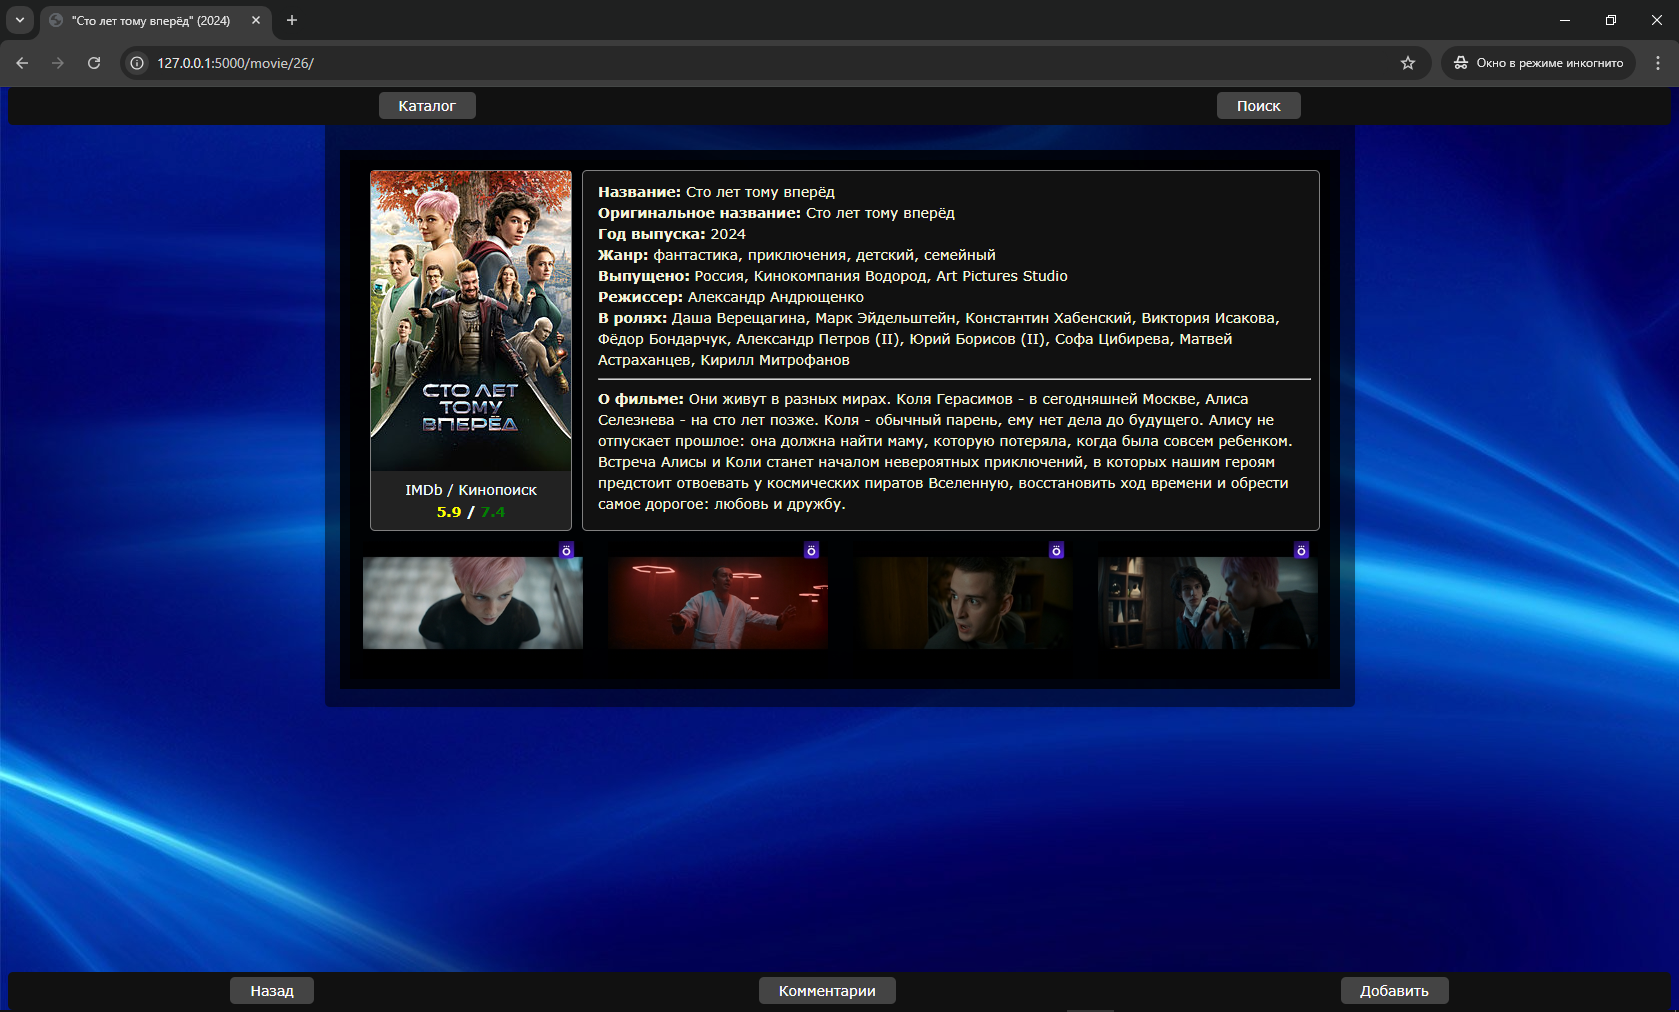 "Сто лет тому вперёд" (2024)
127.0.0.1:5000/movie/26/
Окно в режиме инкогнито
Каталог
Поиск
СТО ЛЕТ
ТОМУ
ВПЕРЁД
IMDb / Кинопоиск
5.9 / 7.4
Название: Сто лет тому вперёд
Оригинальное название: Сто лет тому вперёд
Год выпуска: 2024
Жанр: фантастика, приключения, детский, семейный
Выпущено: Россия, Кинокомпания Водород, Art Pictures Studio
Режиссер: Александр Андрющенко
В ролях: Даша Верещагина, Марк Эйдельштейн, Константин Хабенский, Виктория Исакова,
Фёдор Бондарчук, Александр Петров (II), Юрий Борисов (II), Софа Цибирева, Матвей
Астраханцев, Кирилл Митрофанов
О фильме: Они живут в разных мирах. Коля Герасимов - в сегодняшней Москве, Алиса
Селезнева - на сто лет позже. Коля - обычный парень, ему нет дела до будущего. Алису не
отпускает прошлое: она должна найти маму, которую потеряла, когда была совсем ребенком.
Встреча Алисы и Коли станет началом невероятных приключений, в которых нашим героям
предстоит отвоевать у космических пиратов Вселенную, восстановить ход времени и обрести
самое дорогое: любовь и дружбу.
ö
ö
ö
ö
Назад
Комментарии
Добавить